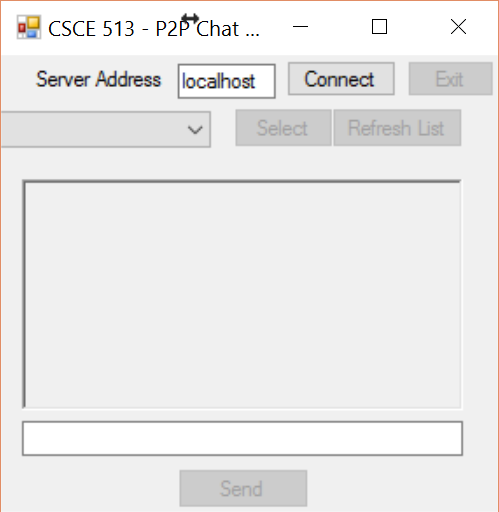 CSCE 513 - P2P Chat ...
Server Address localhost Connect Exit
Select Refresh List
Send